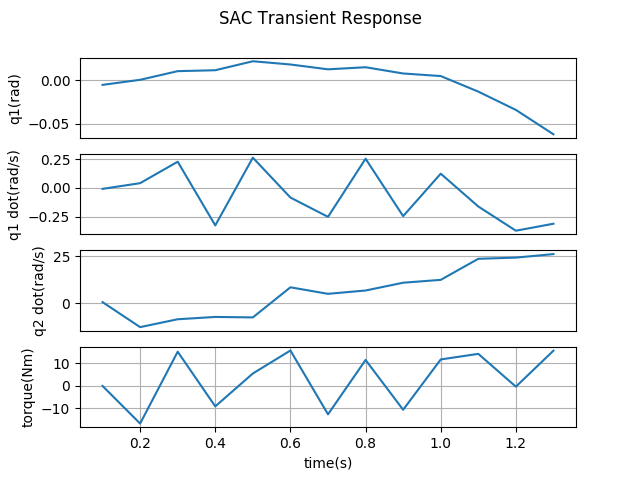 SAC Transient Response
q1(rad)
0.00
−0.05
q1 dot(rad/s)
0.25
0.00
−0.25
q2 dot(rad/s)
25
0
torque(Nm)
10
0
−10
0.2 0.4 0.6 0.8 1.0 1.2
time(s)